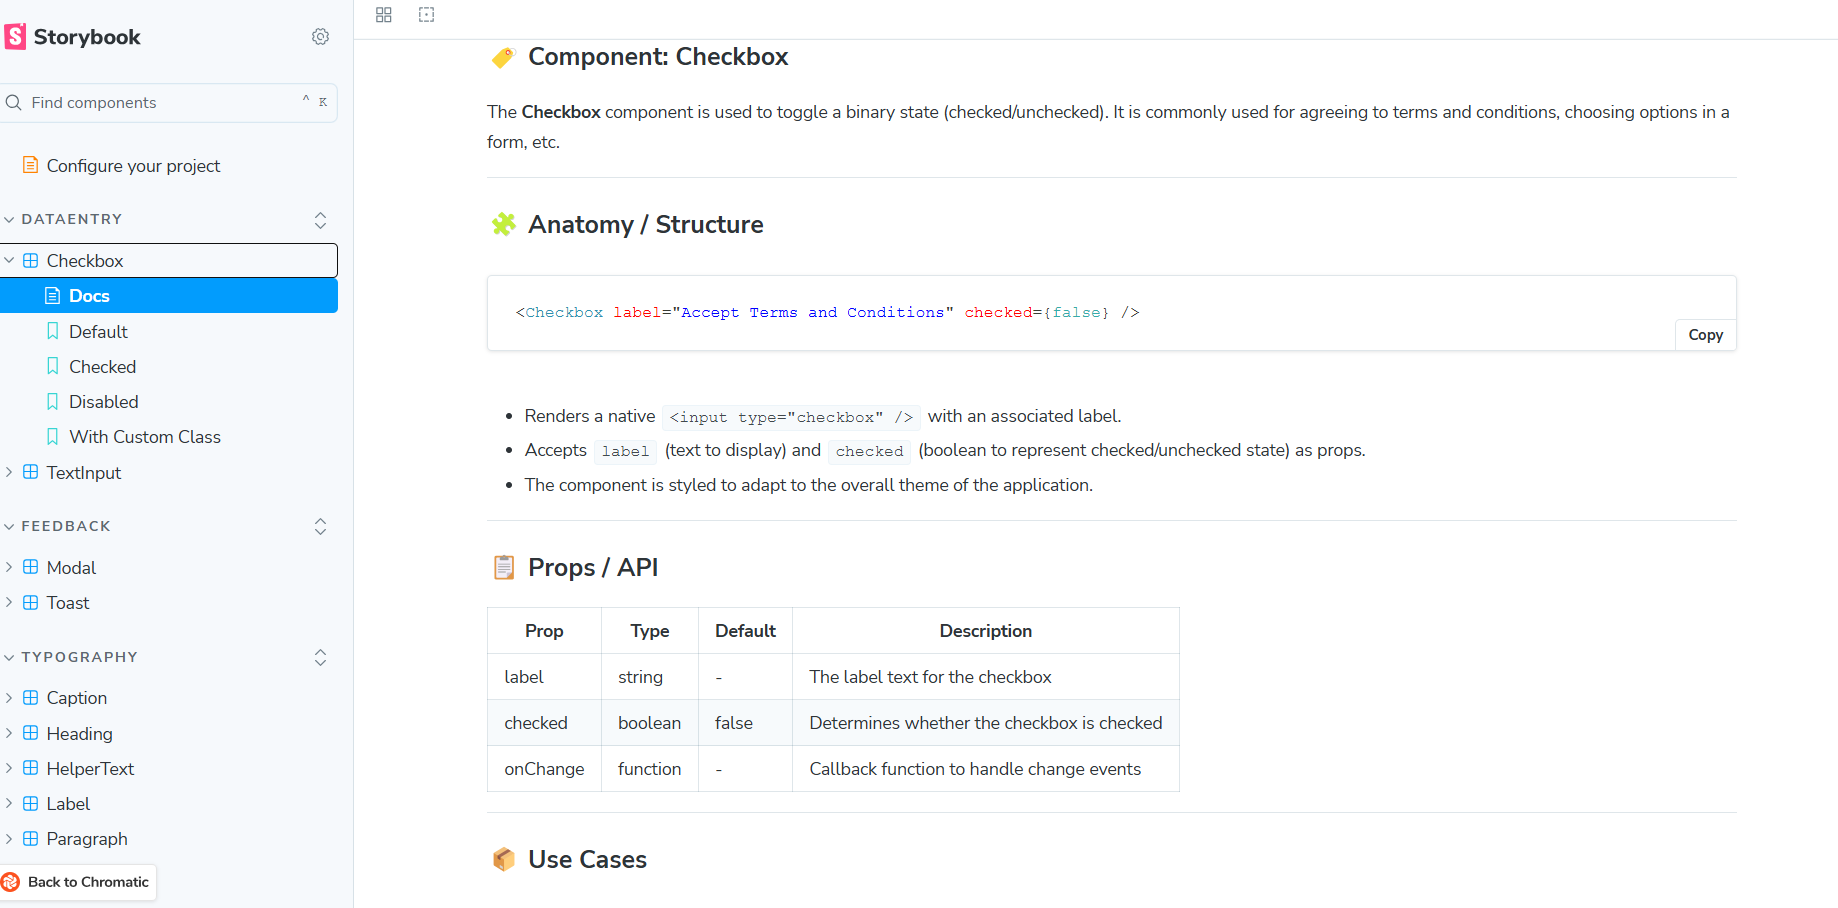 Storybook
Find components
^ K
Configure your project
DATAENTRY
Checkbox
Docs
Default
Checked
Disabled
With Custom Class
TextInput
FEEDBACK
Modal
Toast
TYPOGRAPHY
Caption
Heading
HelperText
Label
Paragraph
Back to Chromatic
Component: Checkbox
The Checkbox component is used to toggle a binary state (checked/unchecked). It is commonly used for agreeing to terms and conditions, choosing options in a
form, etc.
Anatomy / Structure
<Checkbox label="Accept Terms and Conditions" checked={false} />
Copy
• Renders a native <input type="checkbox" /> with an associated label.
• Accepts label (text to display) and checked (boolean to represent checked/unchecked state) as props.
• The component is styled to adapt to the overall theme of the application.
Props / API
Prop Type Default Description
label string - The label text for the checkbox
checked boolean false Determines whether the checkbox is checked
onChange function - Callback function to handle change events
Use Cases